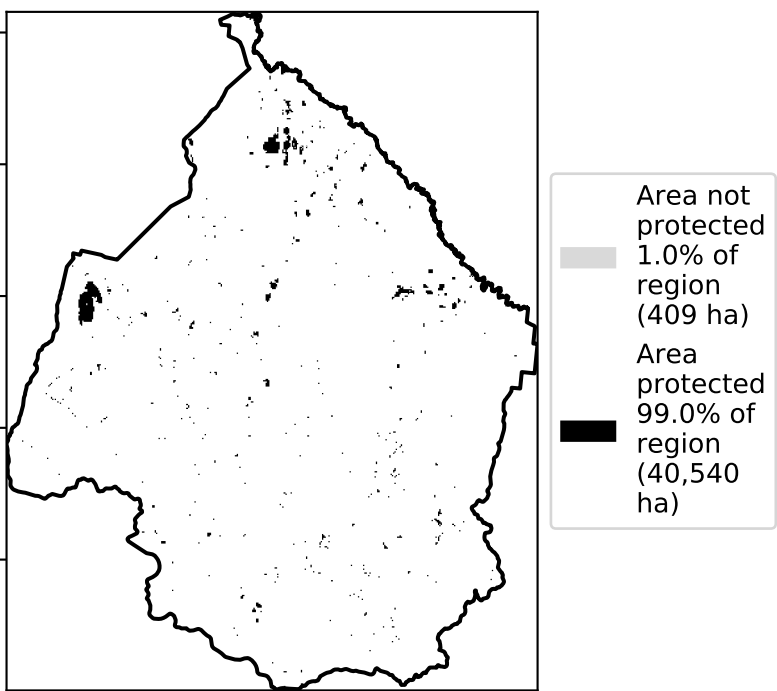 Area not
protected
1.0% of
region
(409 ha)
Area
protected
99.0% of
region
(40,540
ha)